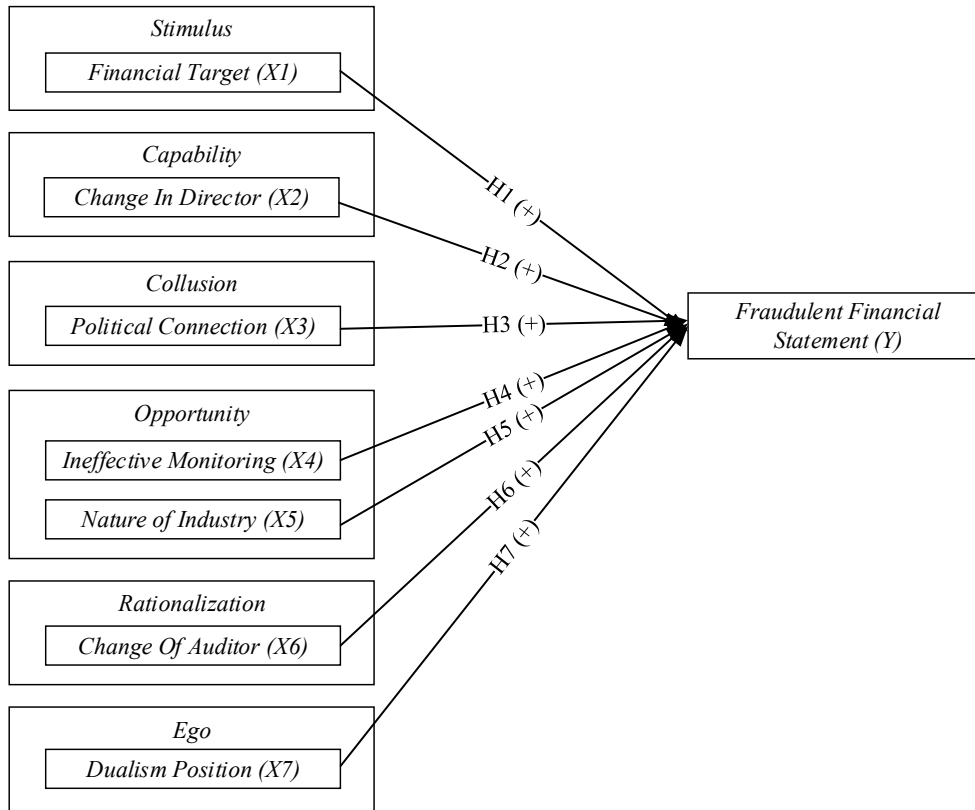 Stimulus
Financial Target (X1)
Capability
Change In Director (X2)
Collusion
Political Connection (X3)
Opportunity
Ineffective Monitoring (X4)
Nature of Industry (X5)
Rationalization
Change Of Auditor (X6)
Ego
Dualism Position (X7)
H1 (+)
H2 (+)
H3 (+)
H4 (+)
H5 (+)
H6 (+)
H7 (+)
Fraudulent Financial
Statement (Y)